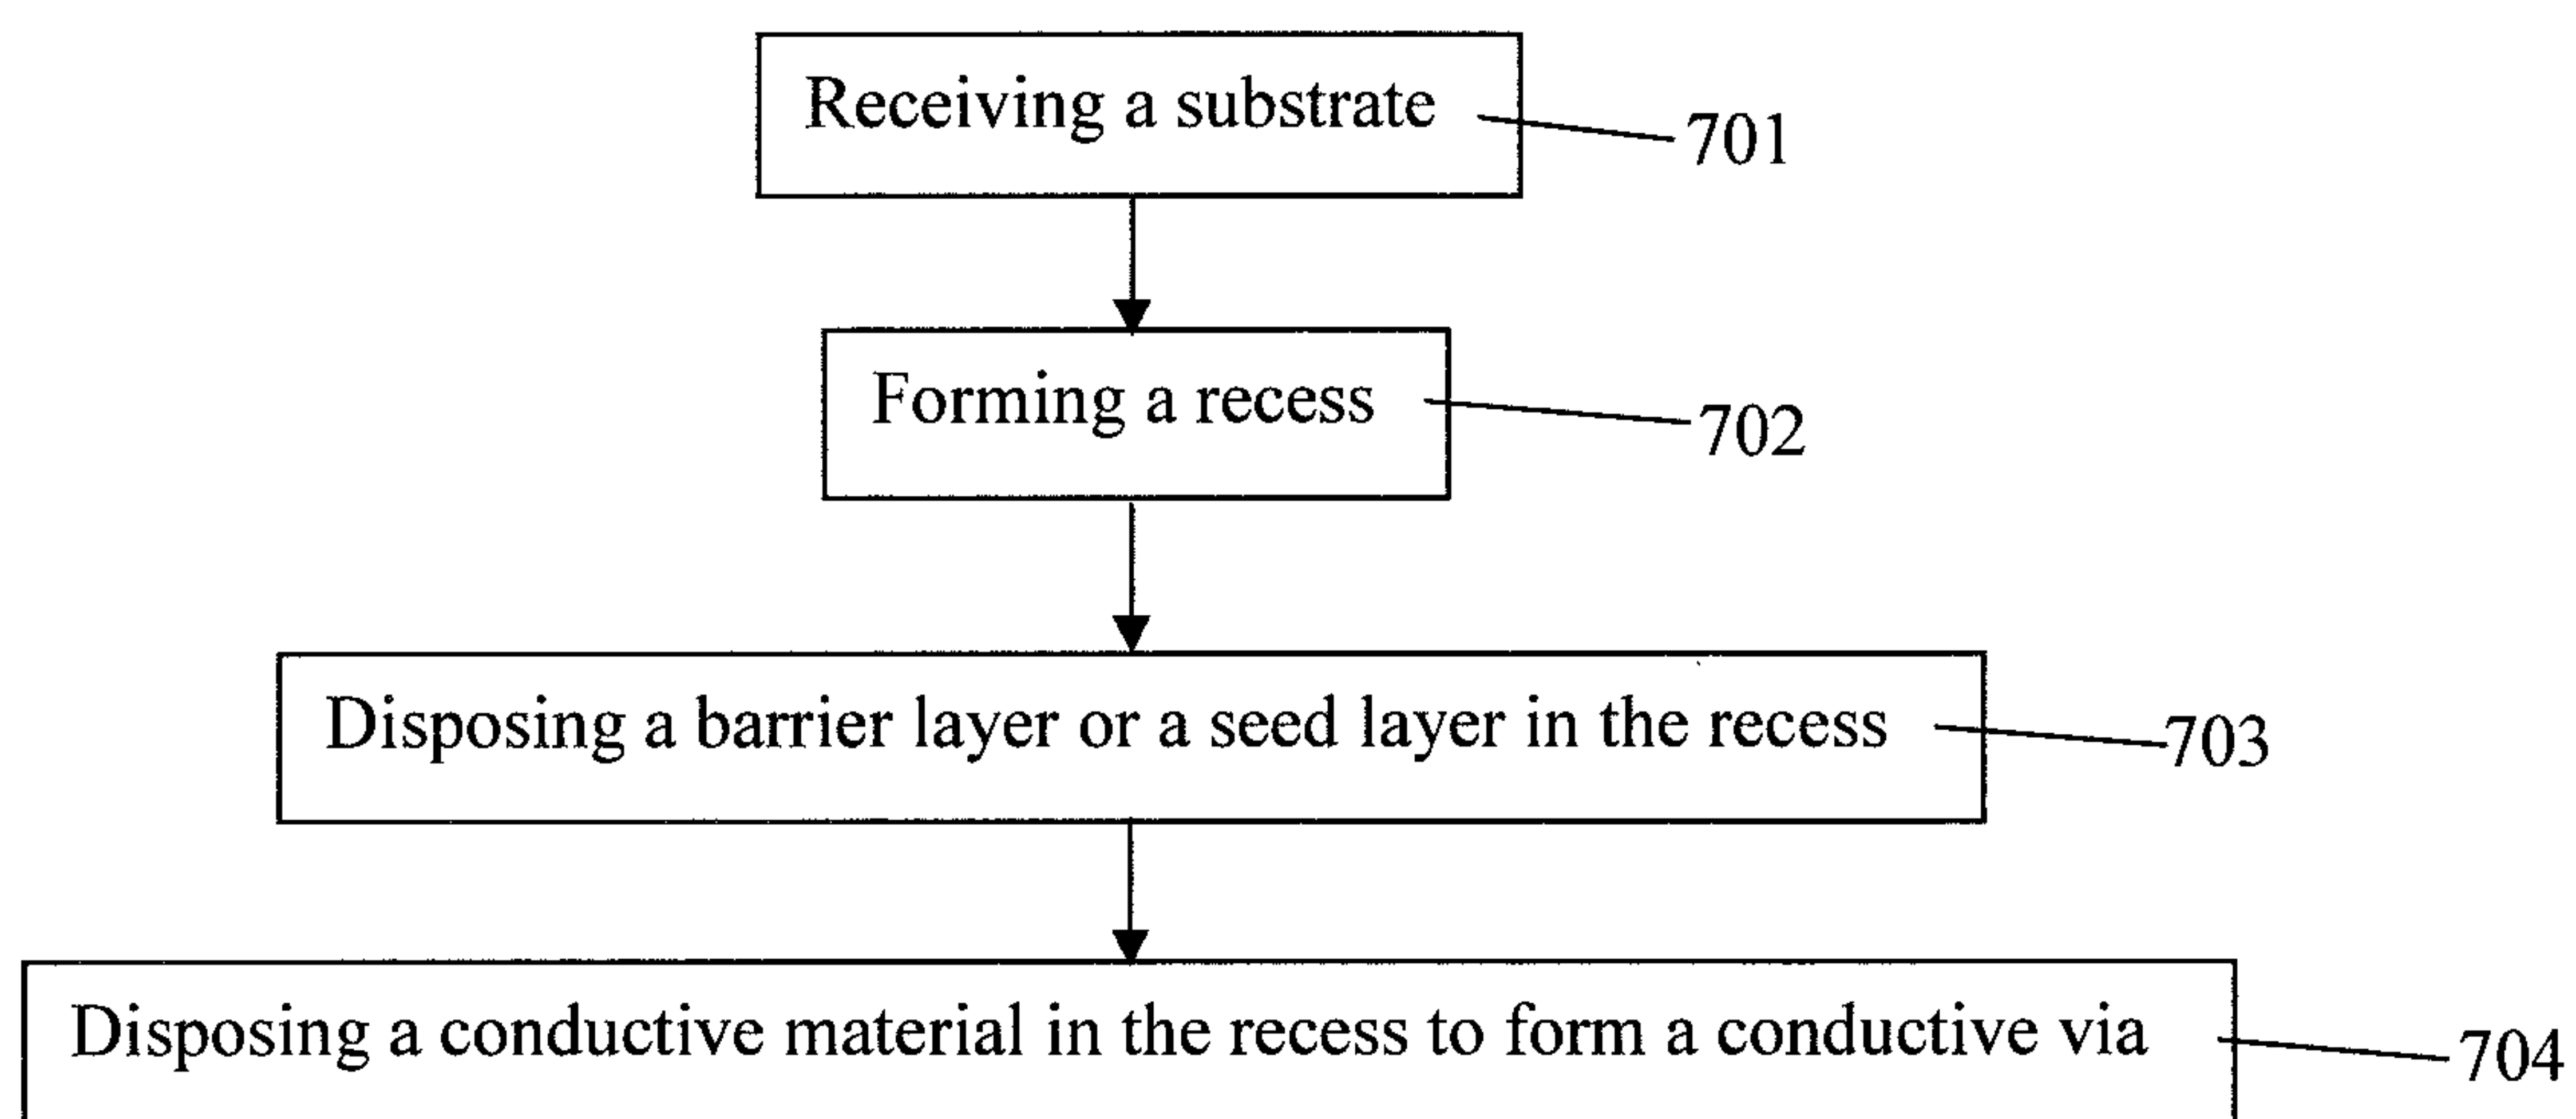 Receiving a substrate
701
Forming a recess
702
Disposing a barrier layer or a seed layer in the recess
703
Disposing a conductive material in the recess to form a conductive via
704